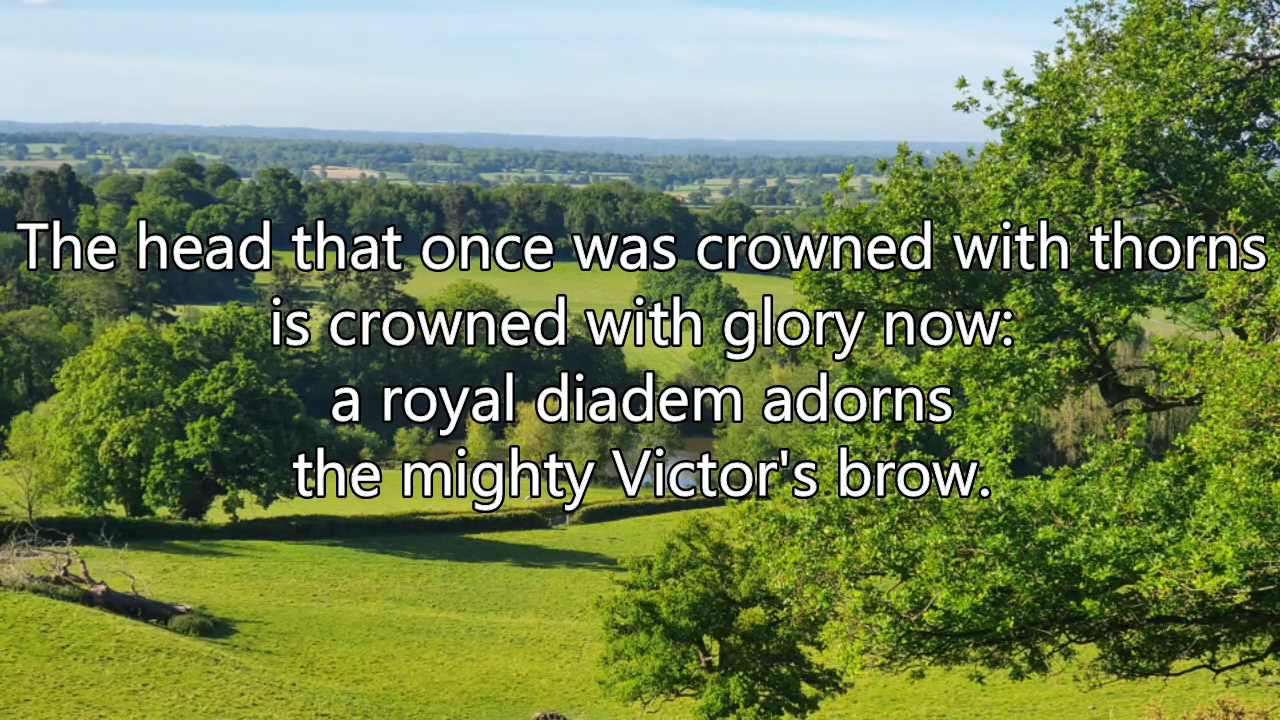 The head that once was crowned with thorns
is crowned with glory now:
a royal diadem adorns
the mighty Victor's brow.